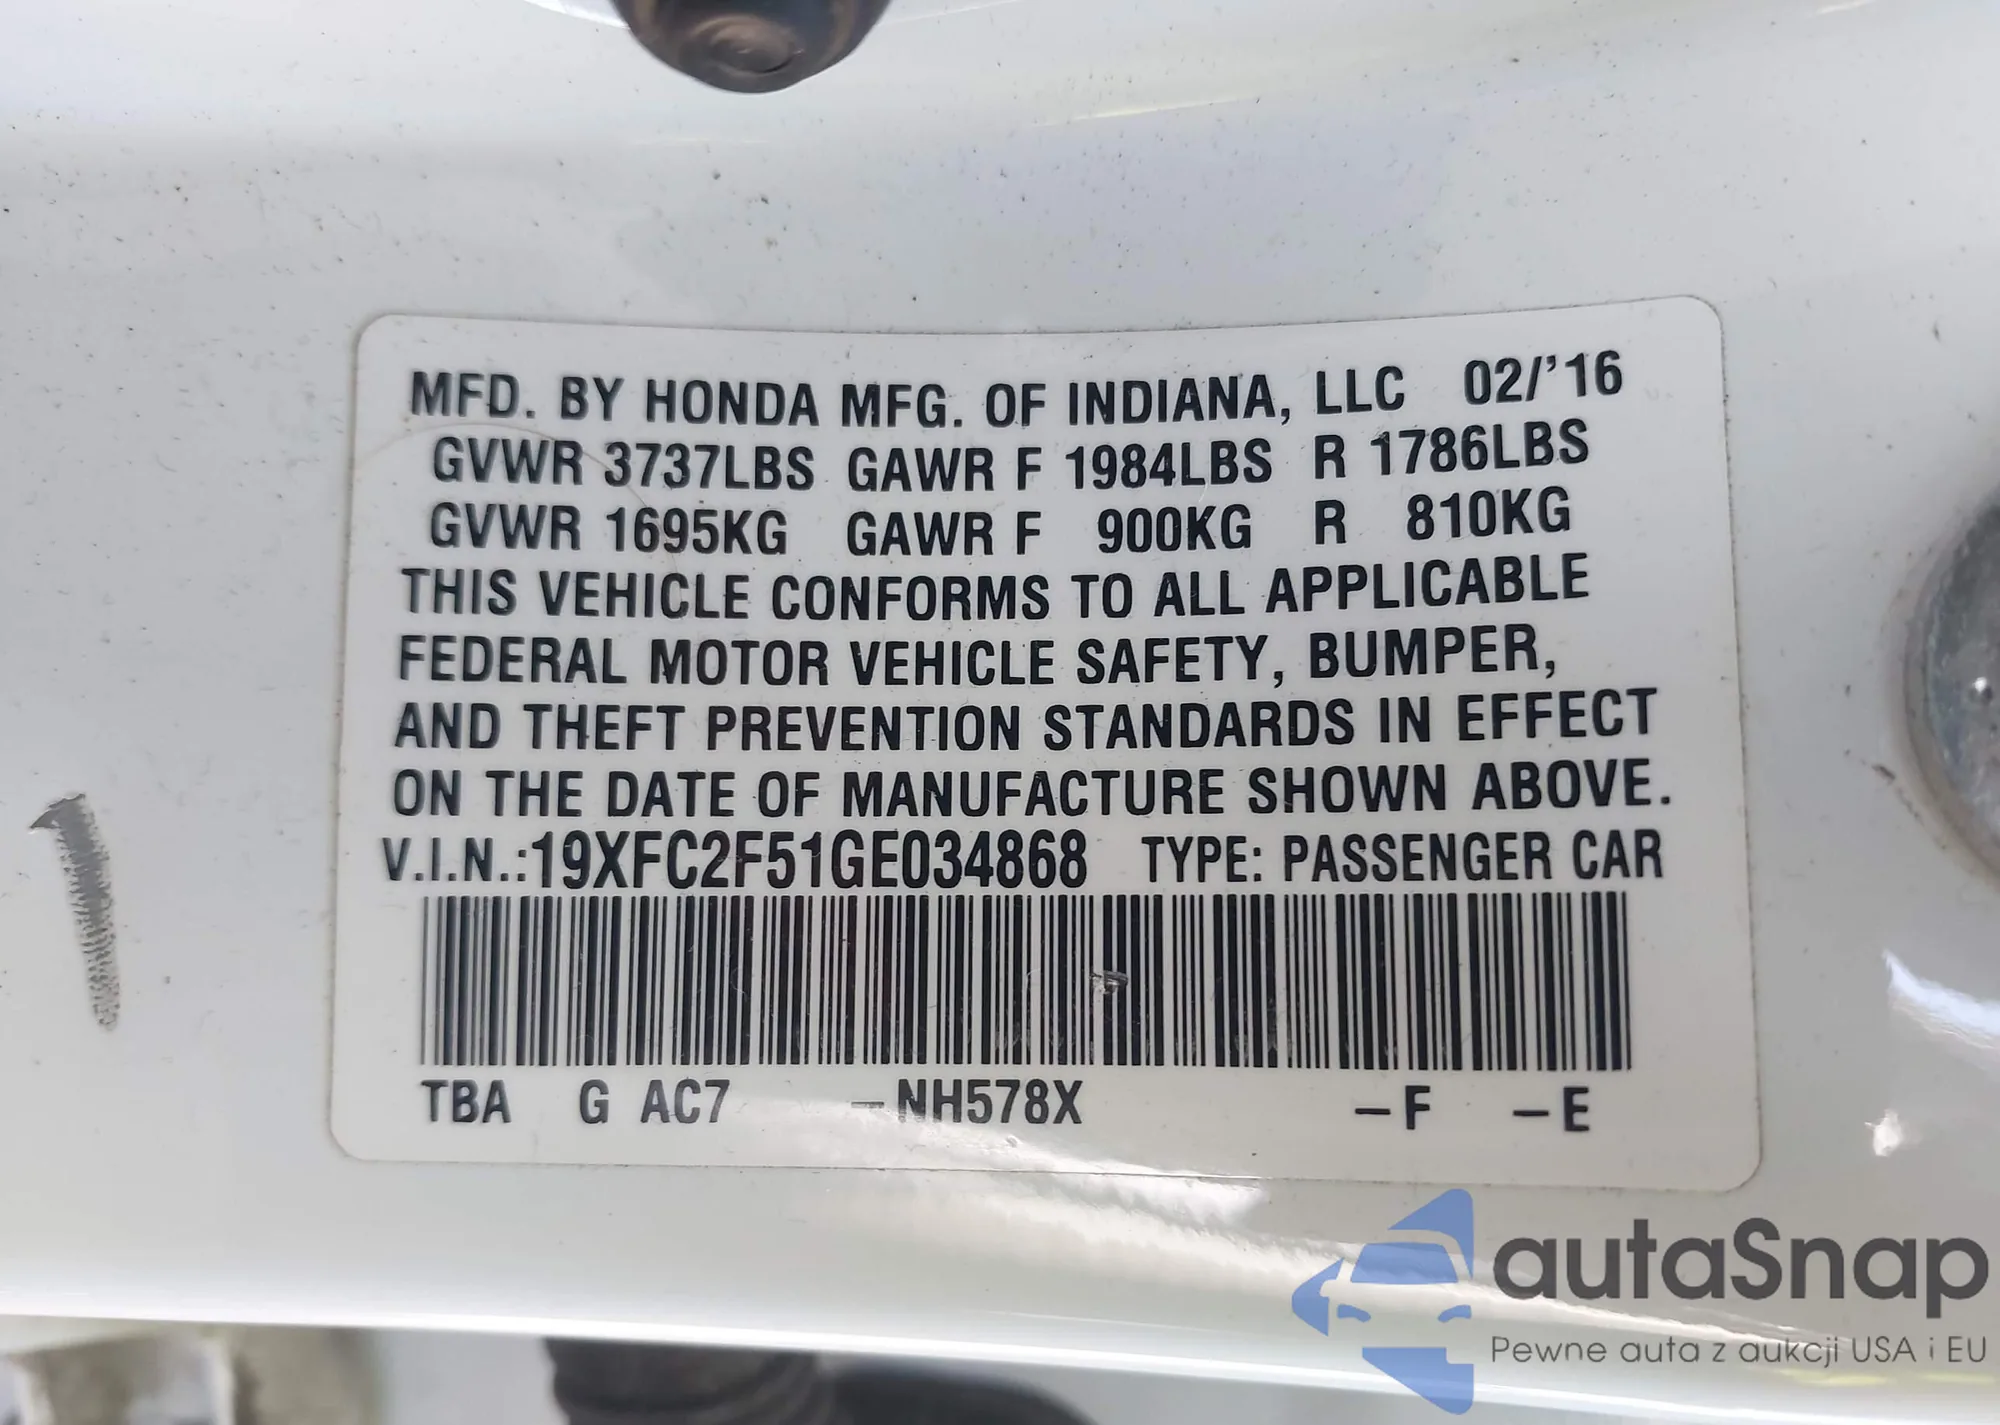 MFD. BY HONDA MFG. OF INDIANA, LLC 02/'16
GVWR 3737LBS GAWR F 1984LBS R 1786LBS
GVWR 1695KG GAWR F 900KG R 810KG
THIS VEHICLE CONFORMS TO ALL APPLICABLE
FEDERAL MOTOR VEHICLE SAFETY, BUMPER,
AND THEFT PREVENTION STANDARDS IN EFFECT
ON THE DATE OF MANUFACTURE SHOWN ABOVE.
V.I.N.:19XFC2F51GE034868 TYPE: PASSENGER CAR
TBA G AC7 –NH578X –F –E
autaSnap
Pewne auta z aukcji USA i EU